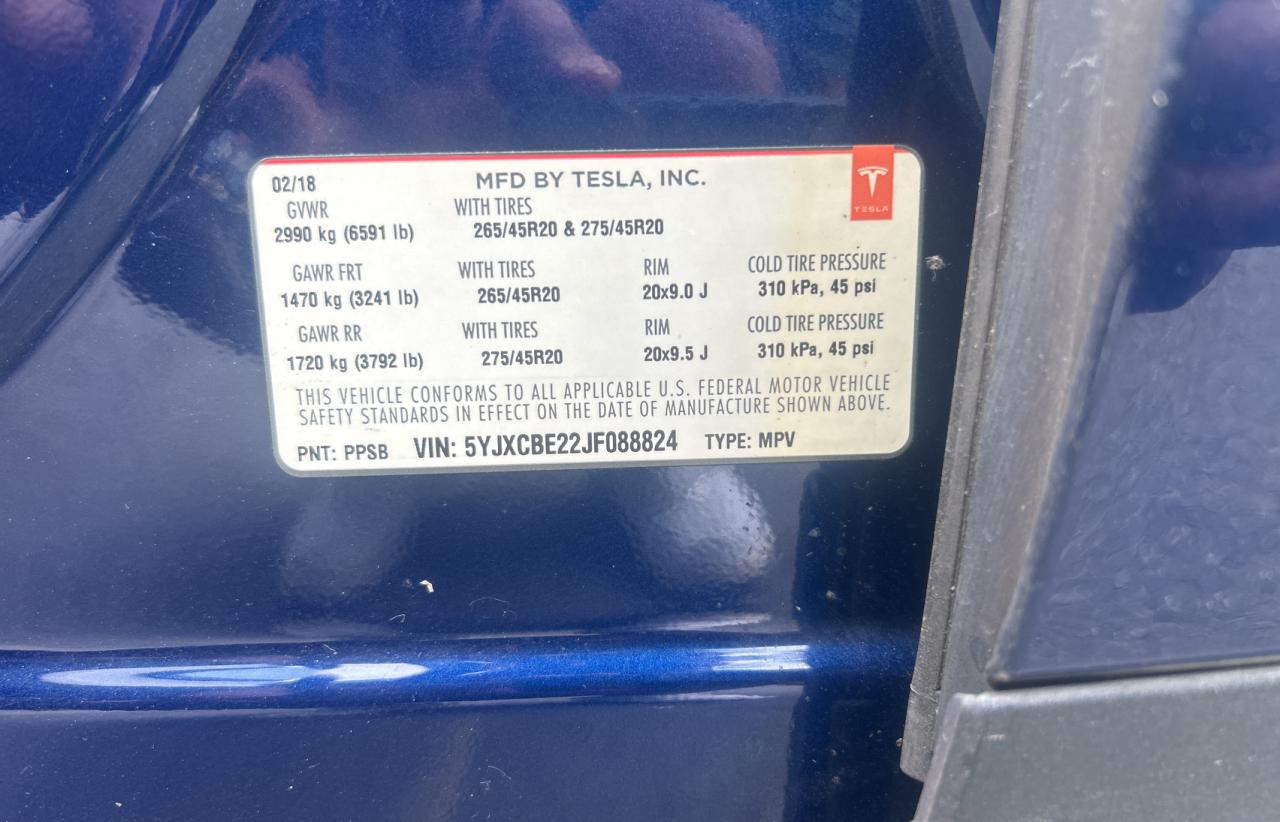 02/18 MFD BY TESLA, INC.
TESLA
GVWR WITH TIRES
2990 kg (6591 lb) 265/45R20 & 275/45R20
GAWR FRT WITH TIRES RIM COLD TIRE PRESSURE
1470 kg (3241 lb) 265/45R20 20x9.0 J 310 kPa, 45 psi
GAWR RR WITH TIRES RIM COLD TIRE PRESSURE
1720 kg (3792 lb) 275/45R20 20x9.5 J 310 kPa, 45 psi
THIS VEHICLE CONFORMS TO ALL APPLICABLE U.S. FEDERAL MOTOR VEHICLE
SAFETY STANDARDS IN EFFECT ON THE DATE OF MANUFACTURE SHOWN ABOVE.
PNT: PPSB VIN: 5YJXCBE22JF088824 TYPE: MPV